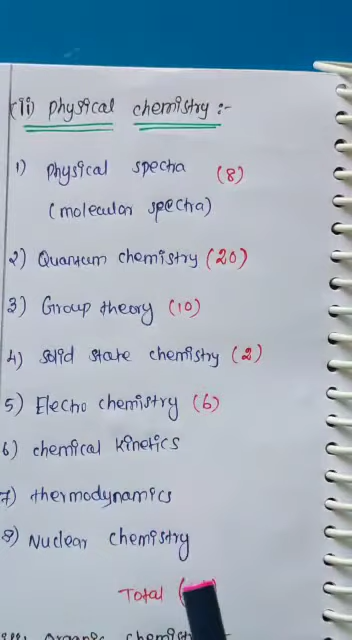 (ii) physical chemistry :-
1) physical spectra (8)
(molecular spectra)
2) Quantum chemistry (20)
3) Group theory (10)
4) solid state chemistry (2)
5) Electro chemistry (6)
6) chemical kinetics
7) thermodynamics
8) Nuclear chemistry
Total (